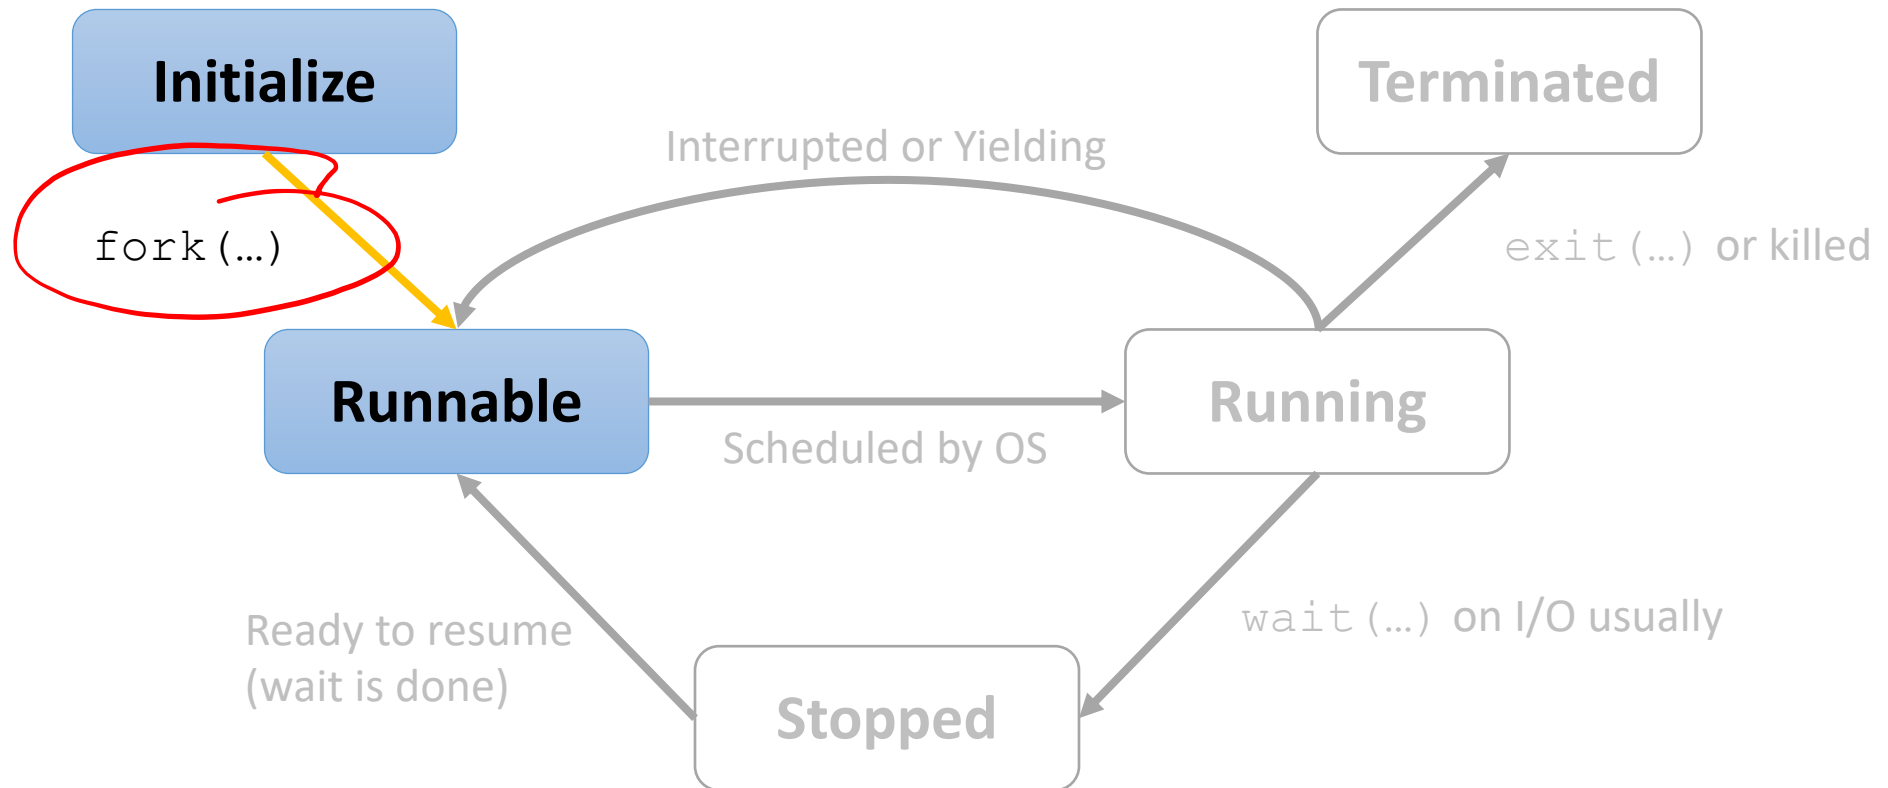 Initialize
Terminated
Interrupted or Yielding
fork(…)
exit(…) or killed
Runnable
Running
Scheduled by OS
Ready to resume
(wait is done)
wait(…) on I/O usually
Stopped